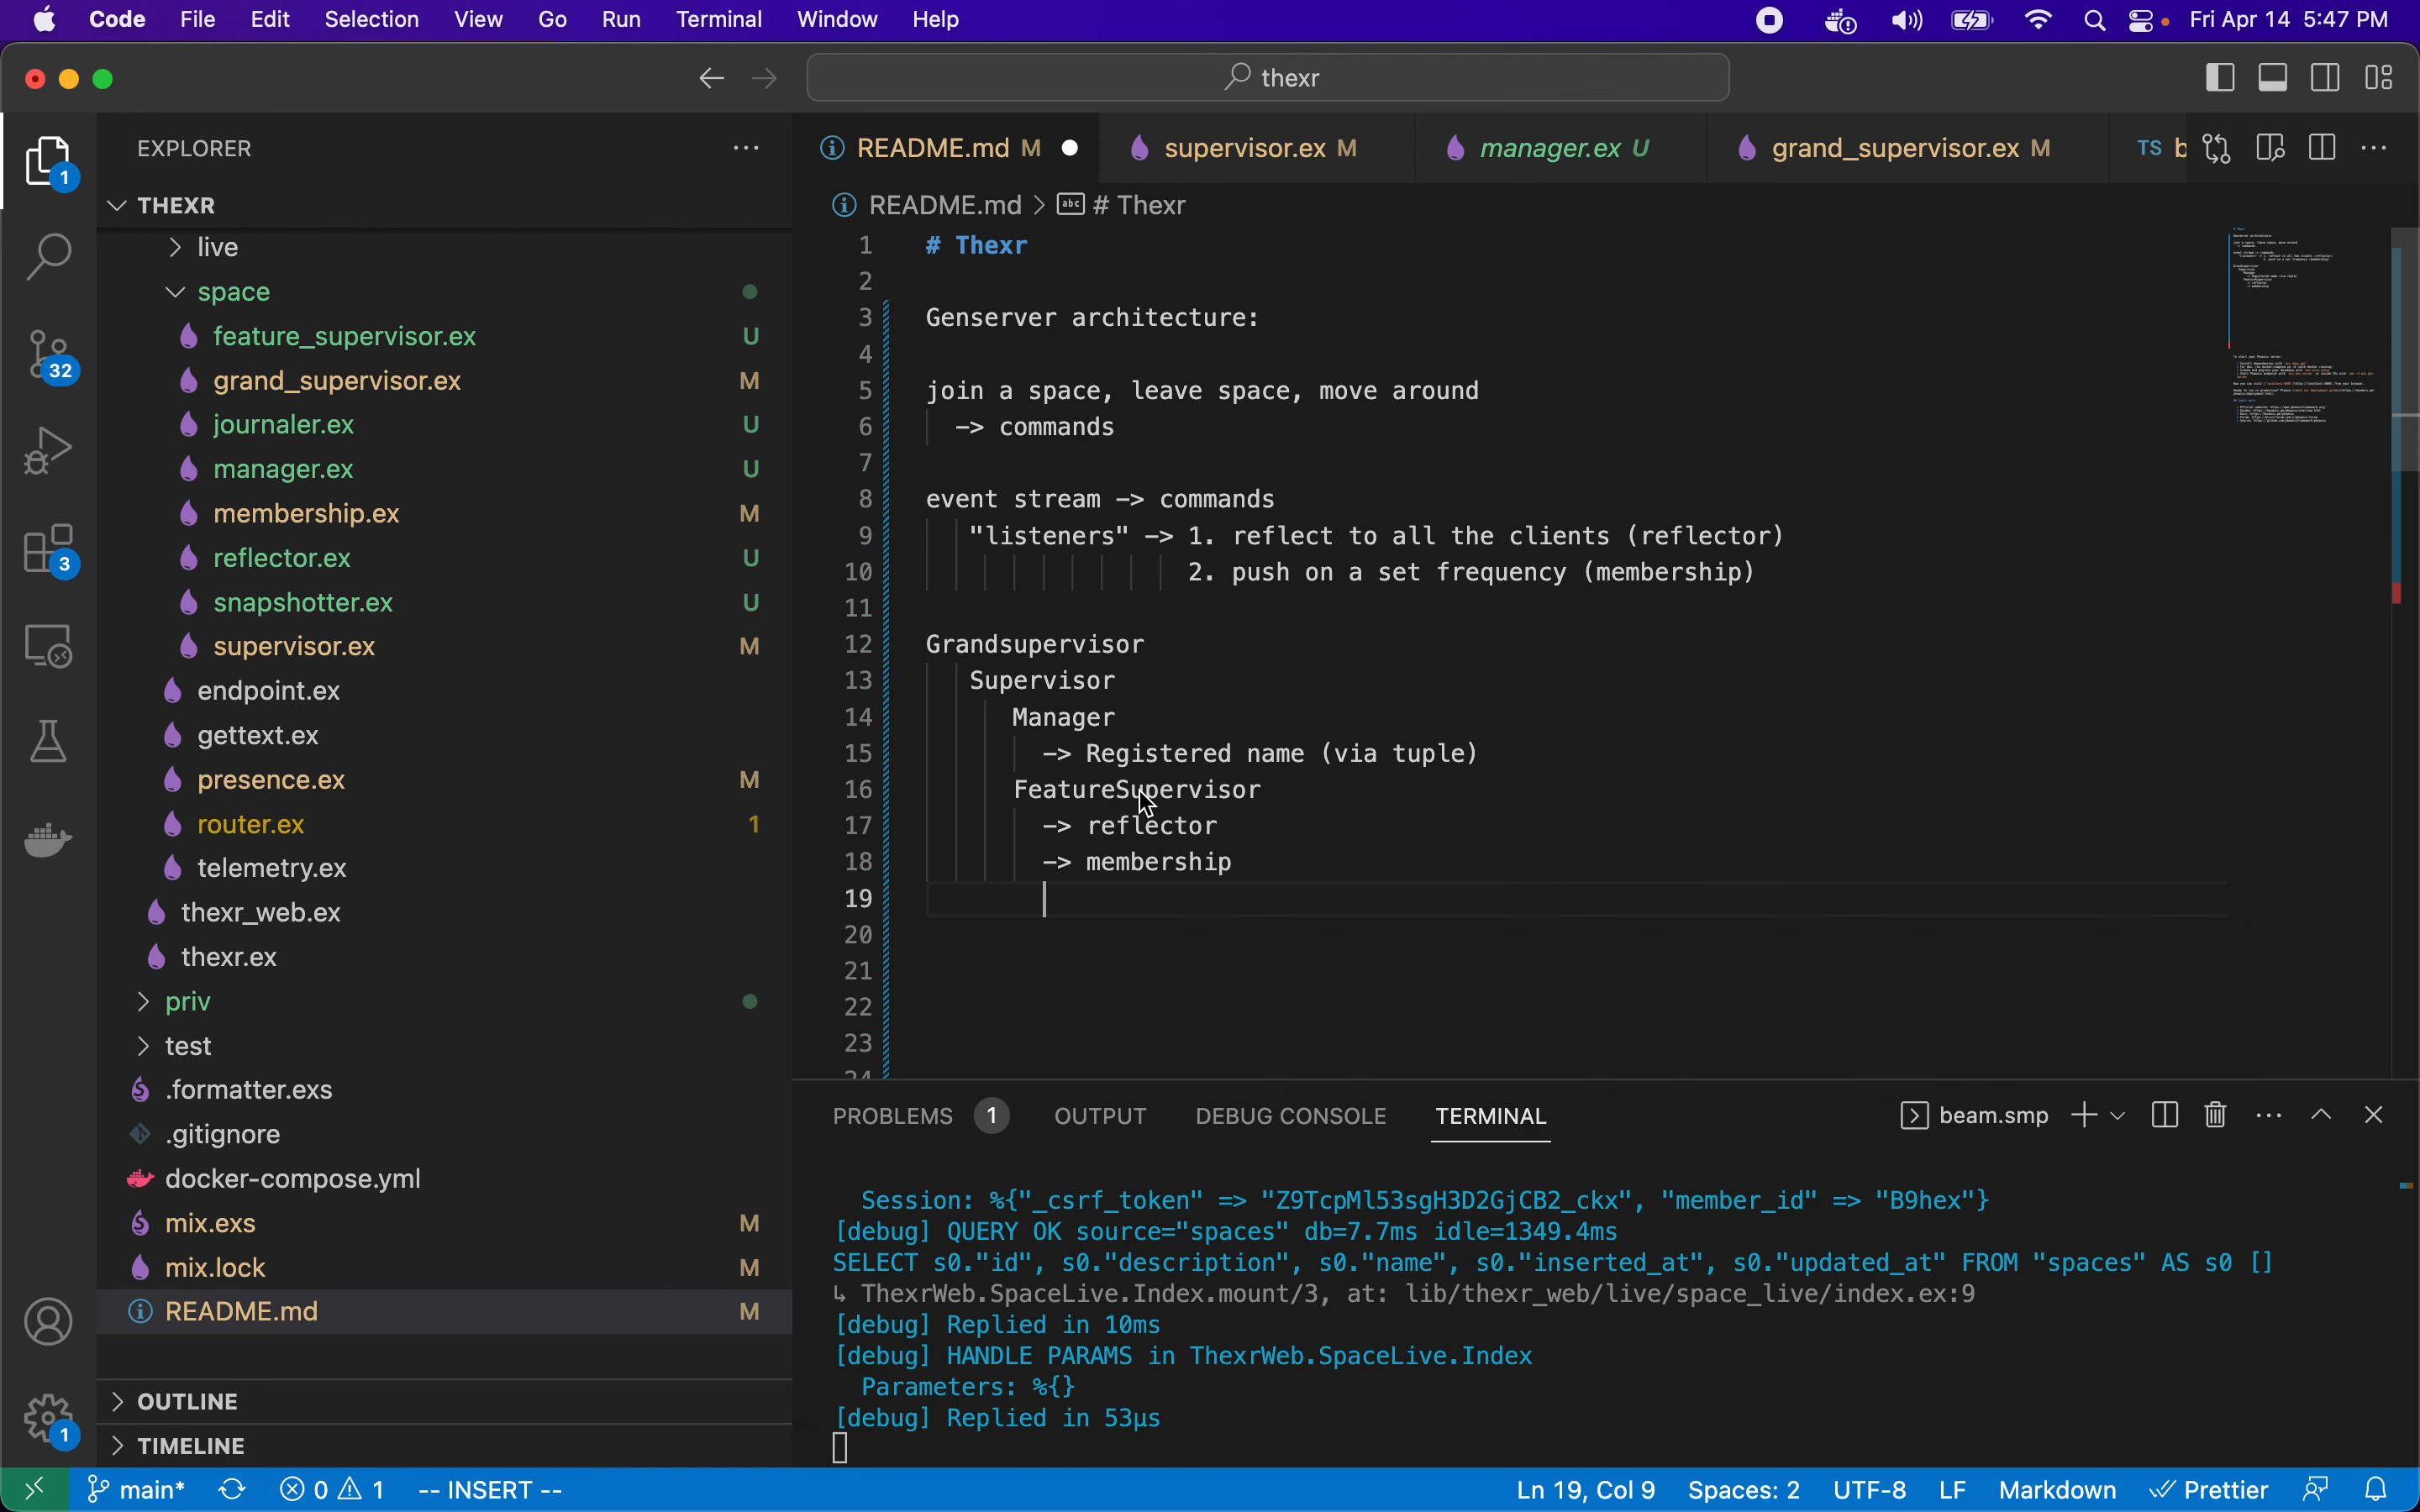 Code File Edit Selection View Go Run Terminal Window Help Fri Apr 14 5:47 PM
thexr
EXPLORER
README.md M supervisor.ex M manager.ex U grand_supervisor.ex M TS b
THEXR
README.md > abc # Thexr
live
space
feature_supervisor.ex U
grand_supervisor.ex M
journaler.ex U
manager.ex U
membership.ex M
reflector.ex U
snapshotter.ex U
supervisor.ex M
endpoint.ex
gettext.ex
presence.ex M
router.ex 1
telemetry.ex
thexr_web.ex
thexr.ex
priv
test
.formatter.exs
.gitignore
docker-compose.yml
mix.exs M
mix.lock M
README.md M
OUTLINE
TIMELINE
1
32
3
1
1 # Thexr
2
3 Genserver architecture:
4
5 join a space, leave space, move around
6 -> commands
7
8 event stream -> commands
9 "listeners" -> 1. reflect to all the clients (reflector)
10 2. push on a set frequency (membership)
11
12 Grandsupervisor
13 Supervisor
14 Manager
15 -> Registered name (via tuple)
16 FeatureSupervisor
17 -> reflector
18 -> membership
19
20
21
22
23
24
PROBLEMS 1 OUTPUT DEBUG CONSOLE TERMINAL beam.smp
Session: %{"_csrf_token" => "Z9TcpMl53sgH3D2GjCB2_ckx", "member_id" => "B9hex"}
[debug] QUERY OK source="spaces" db=7.7ms idle=1349.4ms
SELECT s0."id", s0."description", s0."name", s0."inserted_at", s0."updated_at" FROM "spaces" AS s0 []
↳ ThexrWeb.SpaceLive.Index.mount/3, at: lib/thexr_web/live/space_live/index.ex:9
[debug] Replied in 10ms
[debug] HANDLE PARAMS in ThexrWeb.SpaceLive.Index
Parameters: %{}
[debug] Replied in 53µs
main* 0 1 -- INSERT -- Ln 19, Col 9 Spaces: 2 UTF-8 LF Markdown Prettier